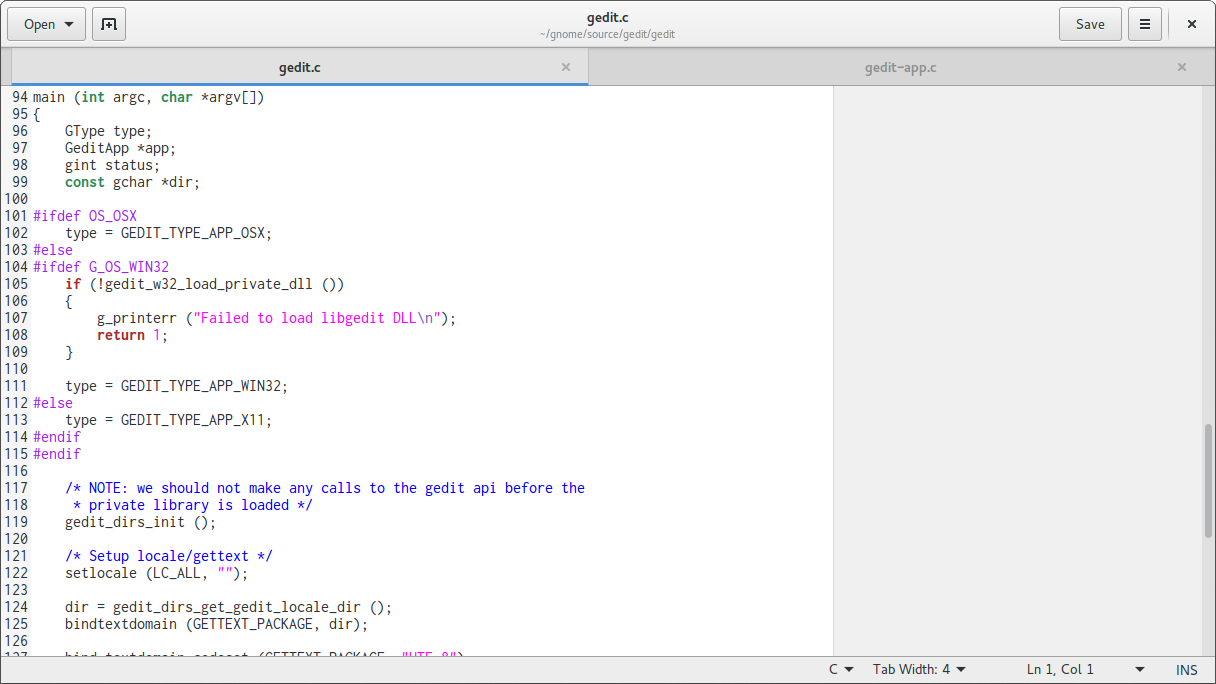 Open
gedit.c
~/gnome/source/gedit/gedit
Save
gedit.c
gedit-app.c
94 main (int argc, char *argv[])
95 {
96     GType type;
97     GeditApp *app;
98     gint status;
99     const gchar *dir;
100
101 #ifdef OS_OSX
102     type = GEDIT_TYPE_APP_OSX;
103 #else
104 #ifdef G_OS_WIN32
105     if (!gedit_w32_load_private_dll ())
106     {
107         g_printerr ("Failed to load libgedit DLL\n");
108         return 1;
109     }
110
111     type = GEDIT_TYPE_APP_WIN32;
112 #else
113     type = GEDIT_TYPE_APP_X11;
114 #endif
115 #endif
116
117     /* NOTE: we should not make any calls to the gedit api before the
118      * private library is loaded */
119     gedit_dirs_init ();
120
121     /* Setup locale/gettext */
122     setlocale (LC_ALL, "");
123
124     dir = gedit_dirs_get_gedit_locale_dir ();
125     bindtextdomain (GETTEXT_PACKAGE, dir);
126
C
Tab Width: 4
Ln 1, Col 1
INS